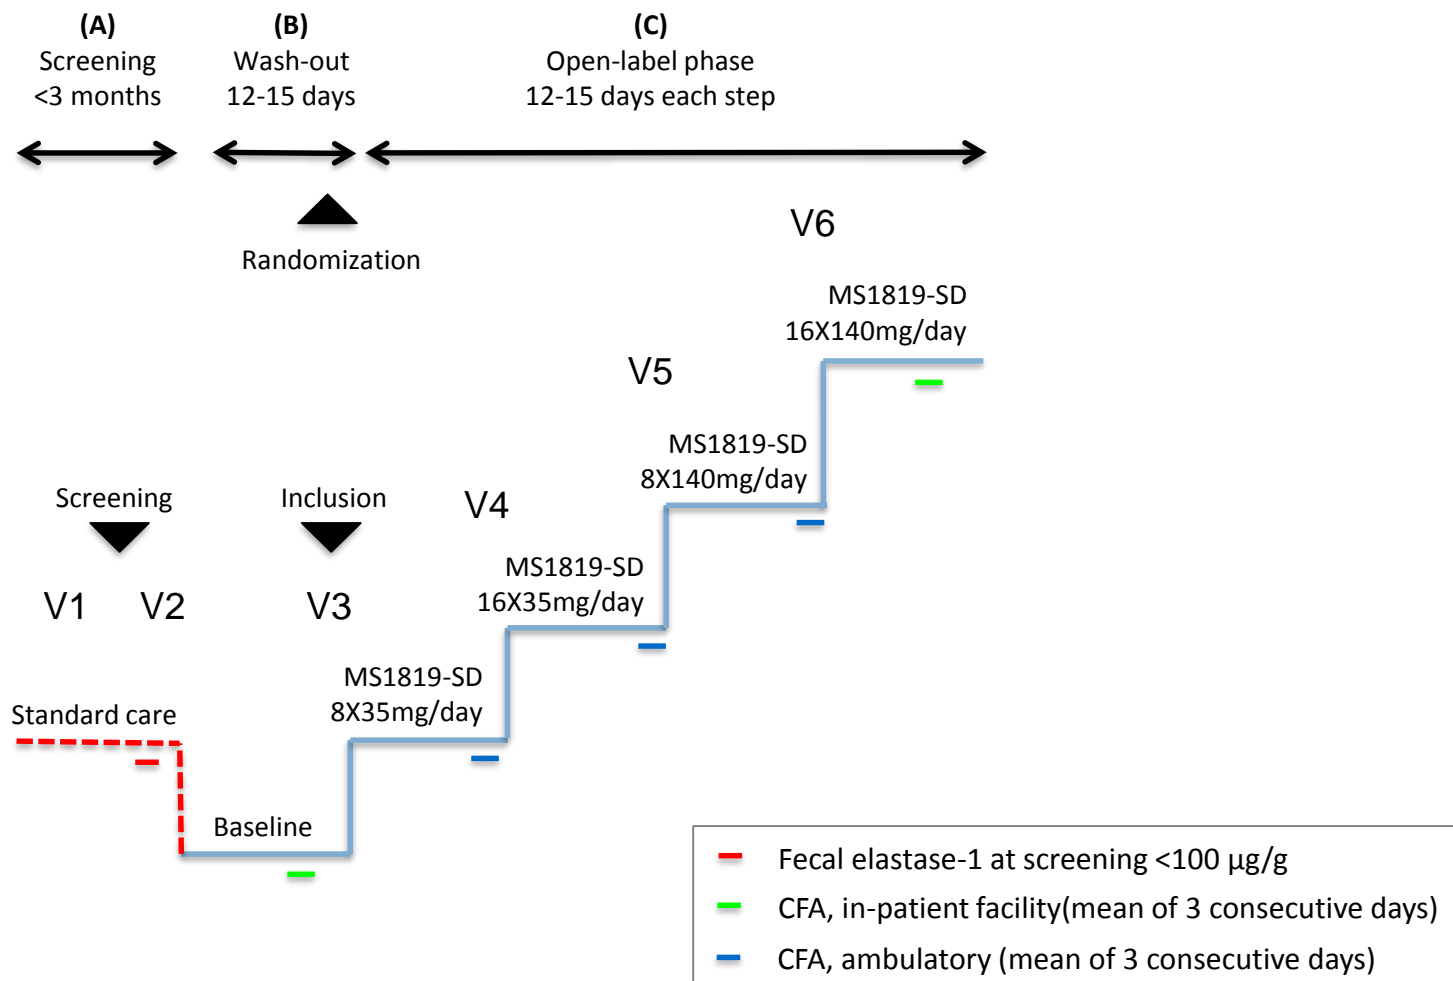 (A)
Screening
<3 months
(B)
Wash-out
12-15 days
(C)
Open-label phase
12-15 days each step
Randomization
V6
MS1819-SD
16X140mg/day
V5
MS1819-SD
8X140mg/day
Screening
Inclusion
V4
MS1819-SD
16X35mg/day
V1
V2
V3
MS1819-SD
8X35mg/day
Standard care
Baseline
Fecal elastase-1 at screening <100 µg/g
CFA, in-patient facility(mean of 3 consecutive days)
CFA, ambulatory (mean of 3 consecutive days)